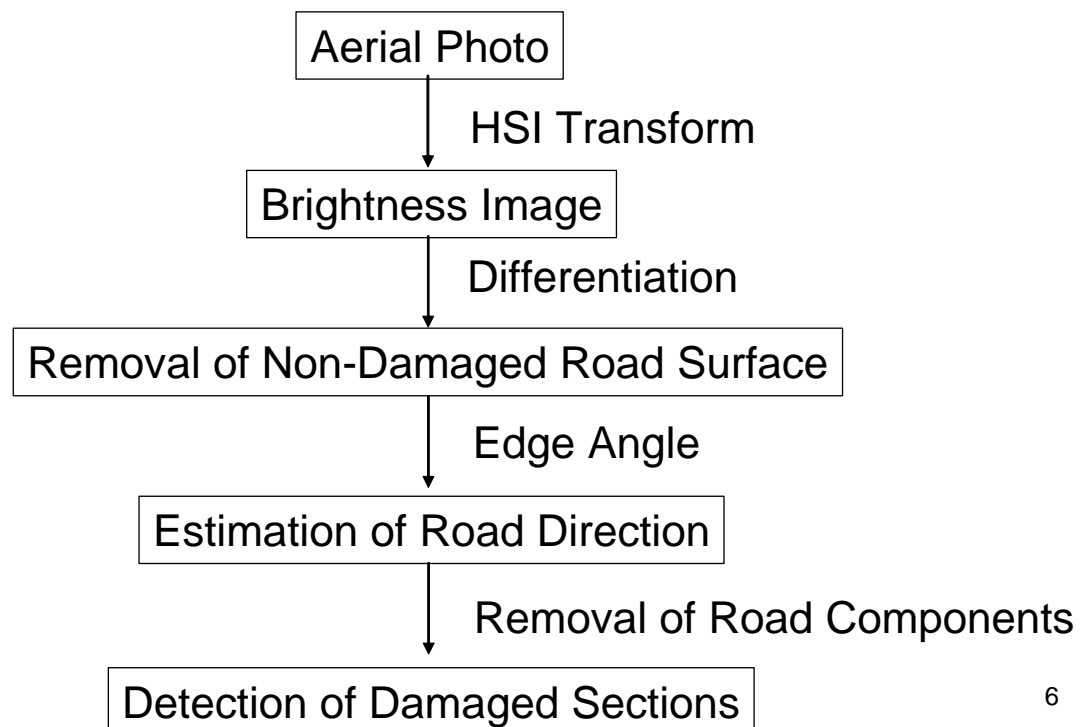 Aerial Photo
HSI Transform
Brightness Image
Differentiation
Removal of Non-Damaged Road Surface
Edge Angle
Estimation of Road Direction
Removal of Road Components
Detection of Damaged Sections
6